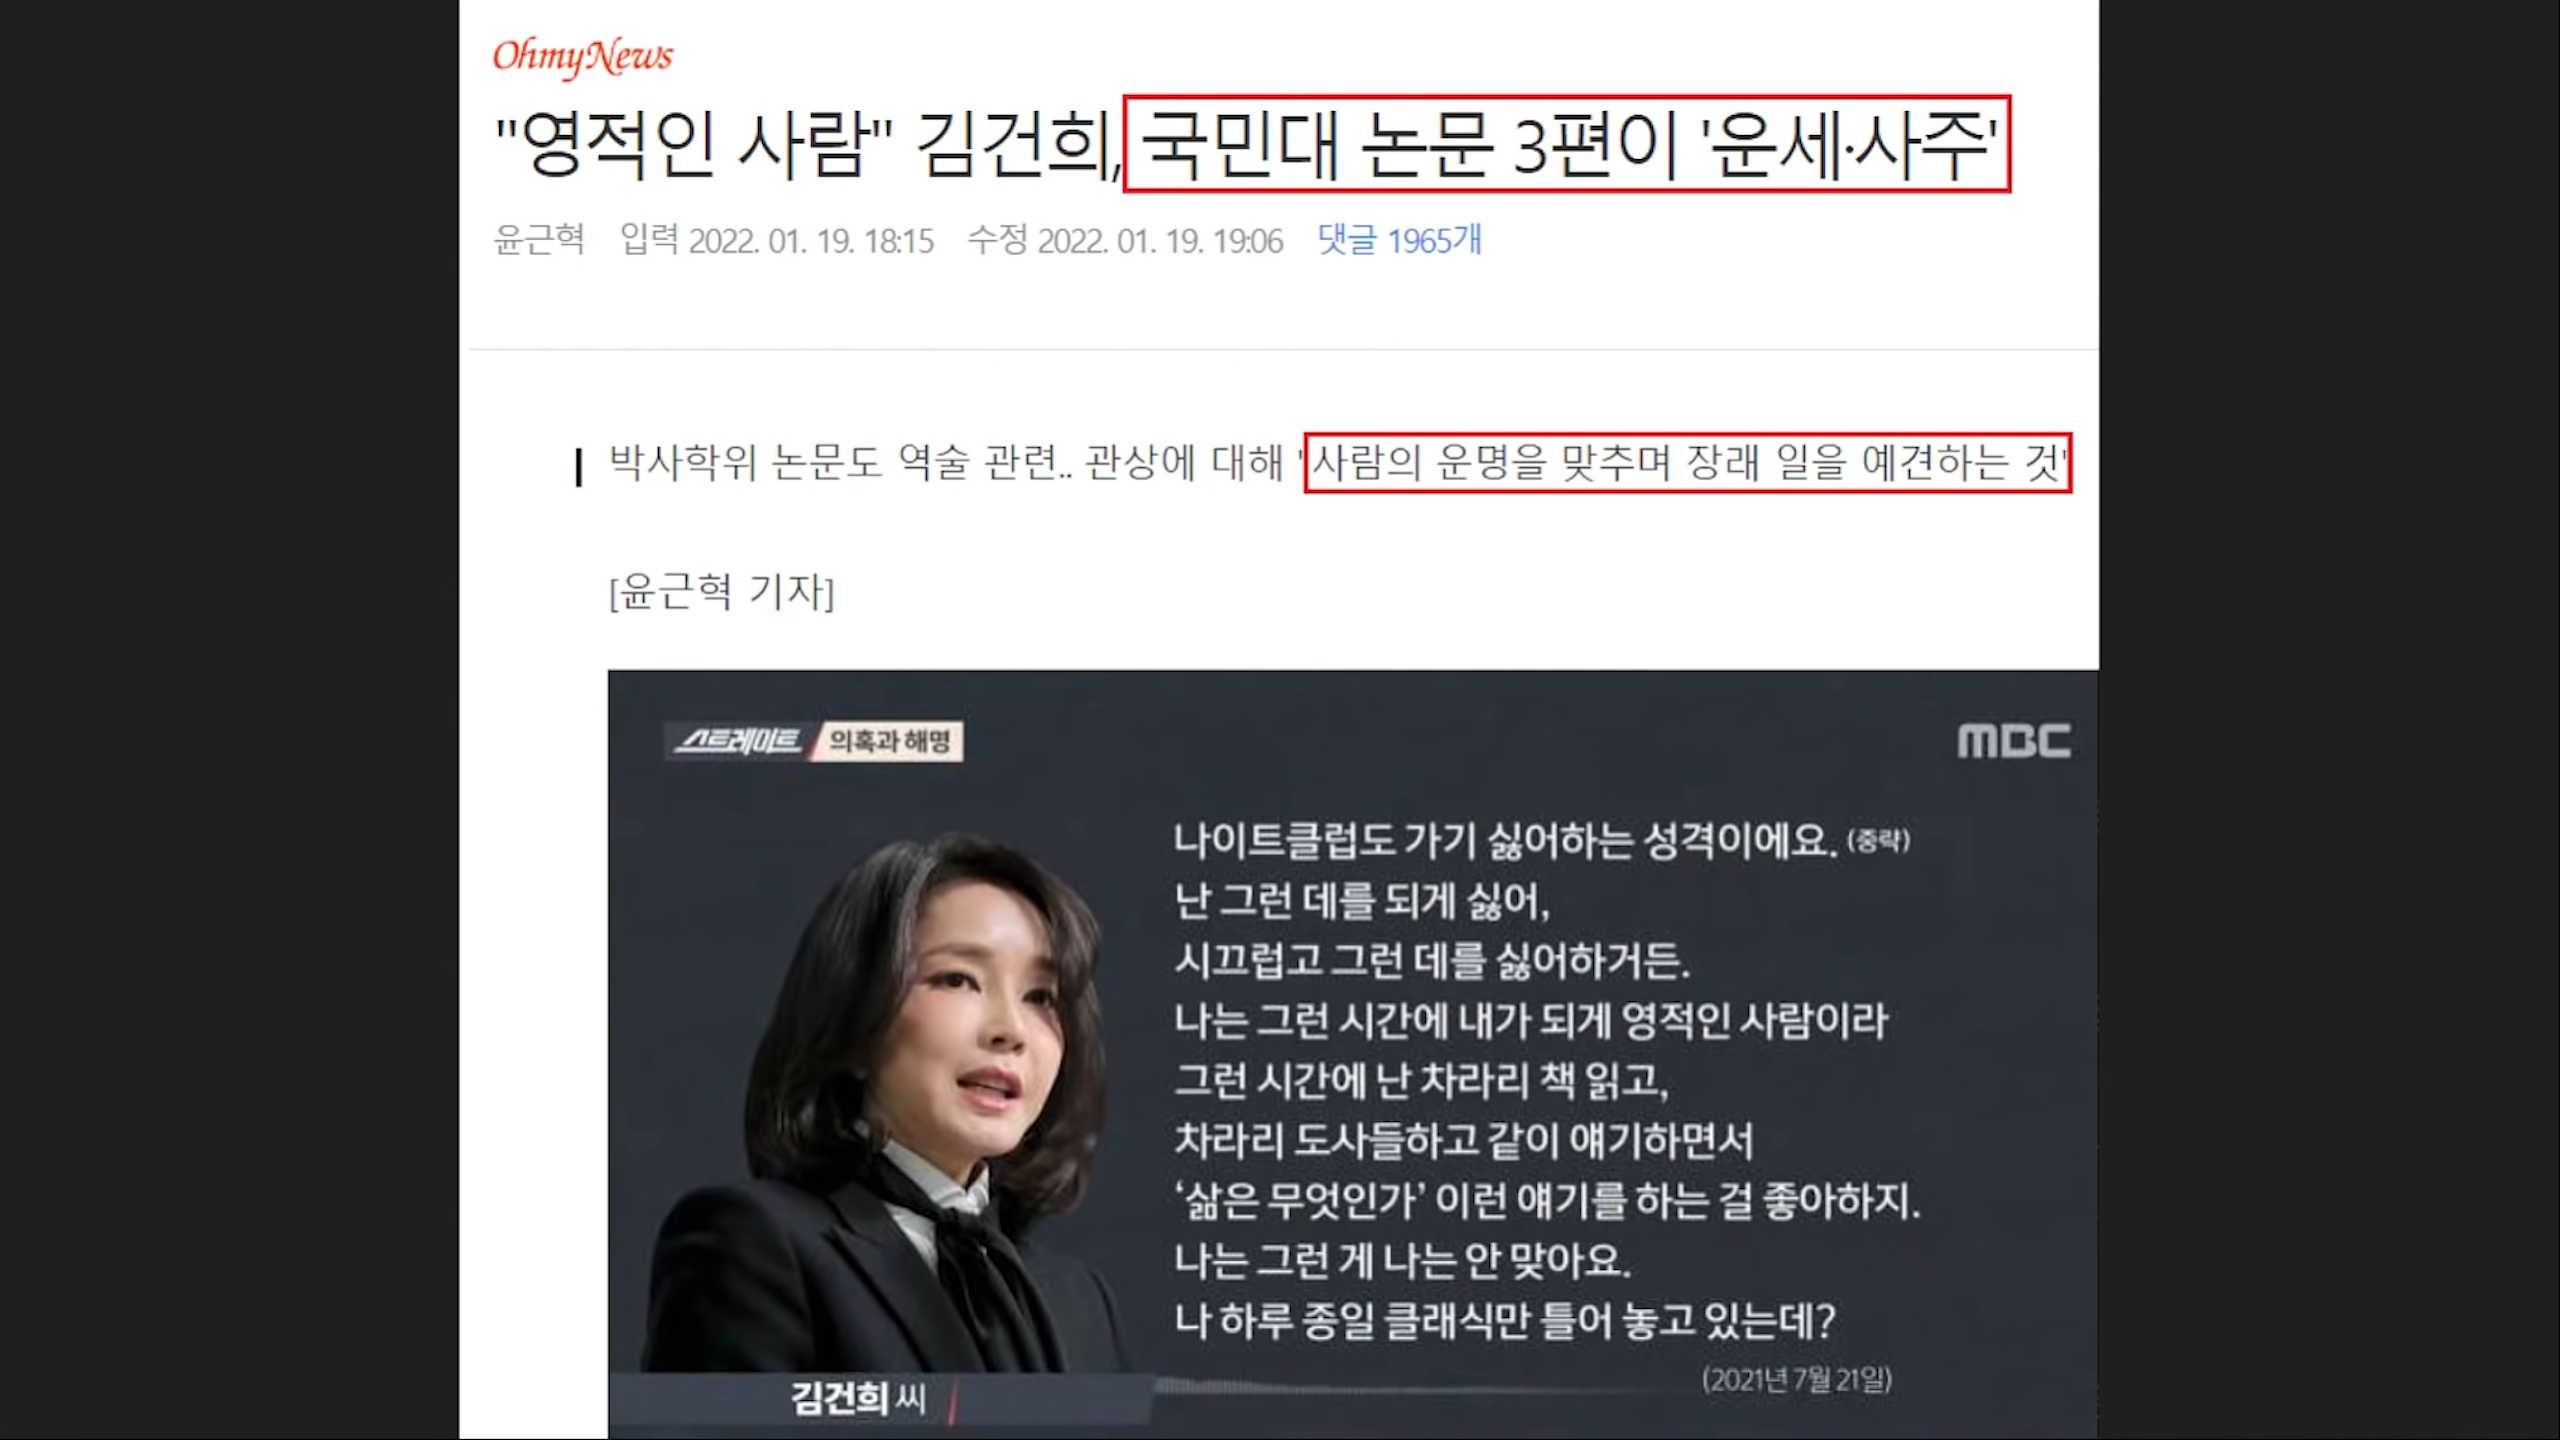 OhmyNews
"영적인 사람" 김건희, 국민대 논문 3편이 '운세·사주'
윤근혁 입력 2022. 01. 19. 18:15 수정 2022. 01. 19. 19:06 댓글 1965개
박사학위 논문도 역술 관련.. 관상에 대해 '사람의 운명을 맞추며 장래 일을 예견하는 것'
[윤근혁 기자]
스트레이트 의혹과 해명
MBC
나이트클럽도 가기 싫어하는 성격이에요. (중략)
난 그런 데를 되게 싫어,
시끄럽고 그런 데를 싫어하거든.
나는 그런 시간에 내가 되게 영적인 사람이라
그런 시간에 난 차라리 책 읽고,
차라리 도사들하고 같이 얘기하면서
‘삶은 무엇인가’ 이런 얘기를 하는 걸 좋아하지.
나는 그런 게 나는 안 맞아요.
나 하루 종일 클래식만 틀어 놓고 있는데?
(2021년 7월 21일)
김건희 씨